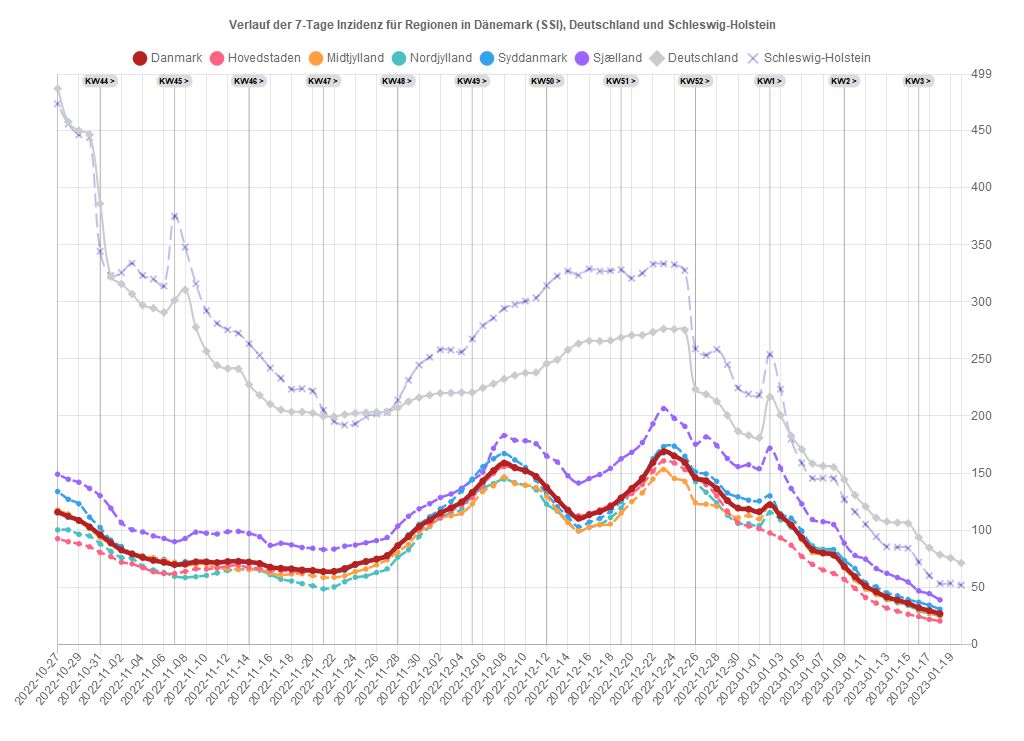 Verlauf der 7-Tage Inzidenz für Regionen in Dänemark (SSI), Deutschland und Schleswig-Holstein
Danmark Hovedstaden Midtjylland Nordjylland Syddanmark Sjælland Deutschland Schleswig-Holstein
KW44 > KW45 > KW46 > KW47 > KW48 > KW49 > KW50 > KW51 > KW52 > KW1 > KW2 > KW3 >
499
450
400
350
300
250
200
150
100
50
0
2022-10-27 2022-10-29 2022-10-31 2022-11-02 2022-11-04 2022-11-06 2022-11-08 2022-11-10 2022-11-12 2022-11-14 2022-11-16 2022-11-18 2022-11-20 2022-11-22 2022-11-24 2022-11-26 2022-11-28 2022-11-30 2022-12-02 2022-12-04 2022-12-06 2022-12-08 2022-12-10 2022-12-12 2022-12-14 2022-12-16 2022-12-18 2022-12-20 2022-12-22 2022-12-24 2022-12-26 2022-12-28 2022-12-30 2023-01-01 2023-01-03 2023-01-05 2023-01-07 2023-01-09 2023-01-11 2023-01-13 2023-01-15 2023-01-17 2023-01-19